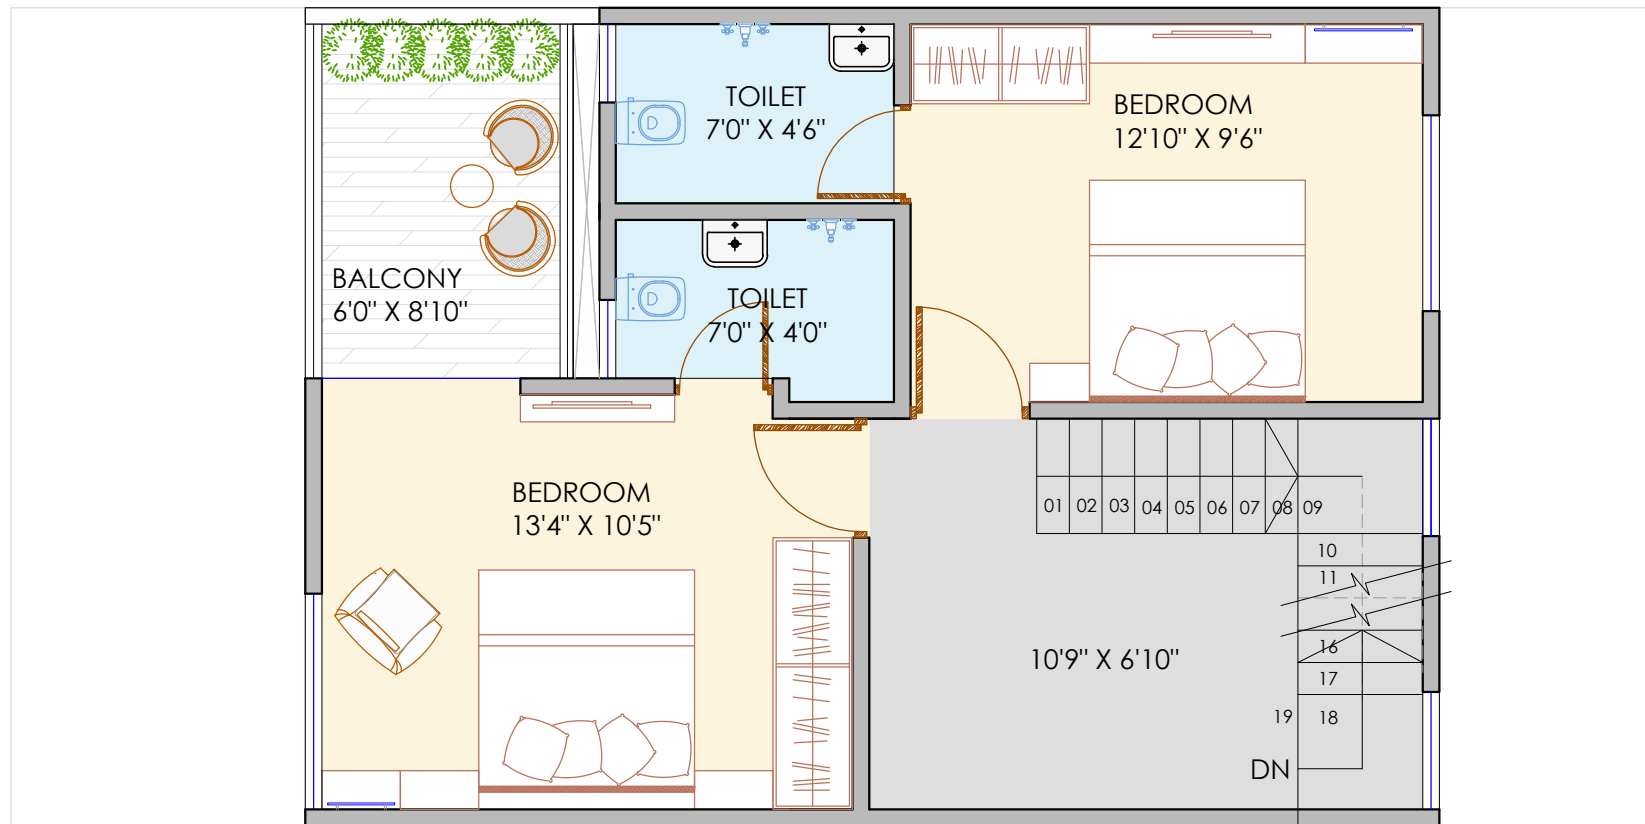 TOILET
7'0" X 4'6"
BEDROOM
12'10" X 9'6"
BALCONY
6'0" X 8'10"
TOILET
7'0" X 4'0"
BEDROOM
13'4" X 10'5"
01 02 03 04 05 06 07 08 09
10
11
16
17
19 18
10'9" X 6'10"
DN